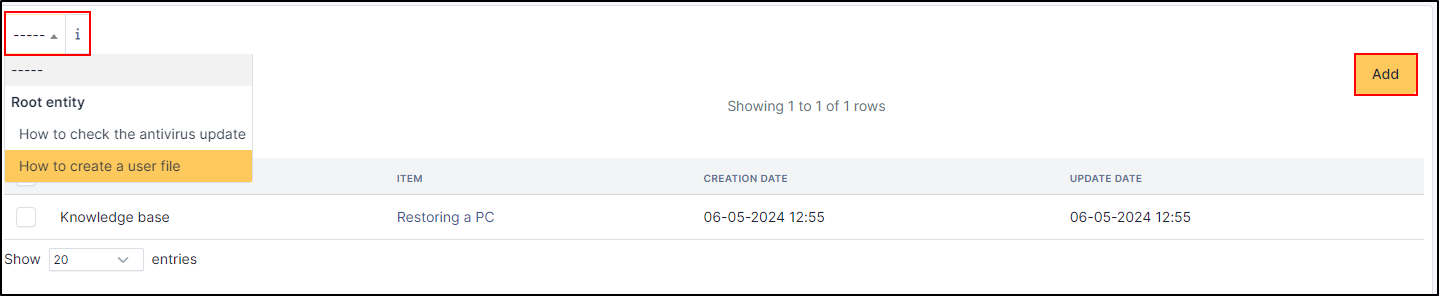 ----- i
-----
Add
Root entity
Showing 1 to 1 of 1 rows
How to check the antivirus update
How to create a user file
ITEM CREATION DATE UPDATE DATE
Knowledge base Restoring a PC 06-05-2024 12:55 06-05-2024 12:55
Show 20 entries